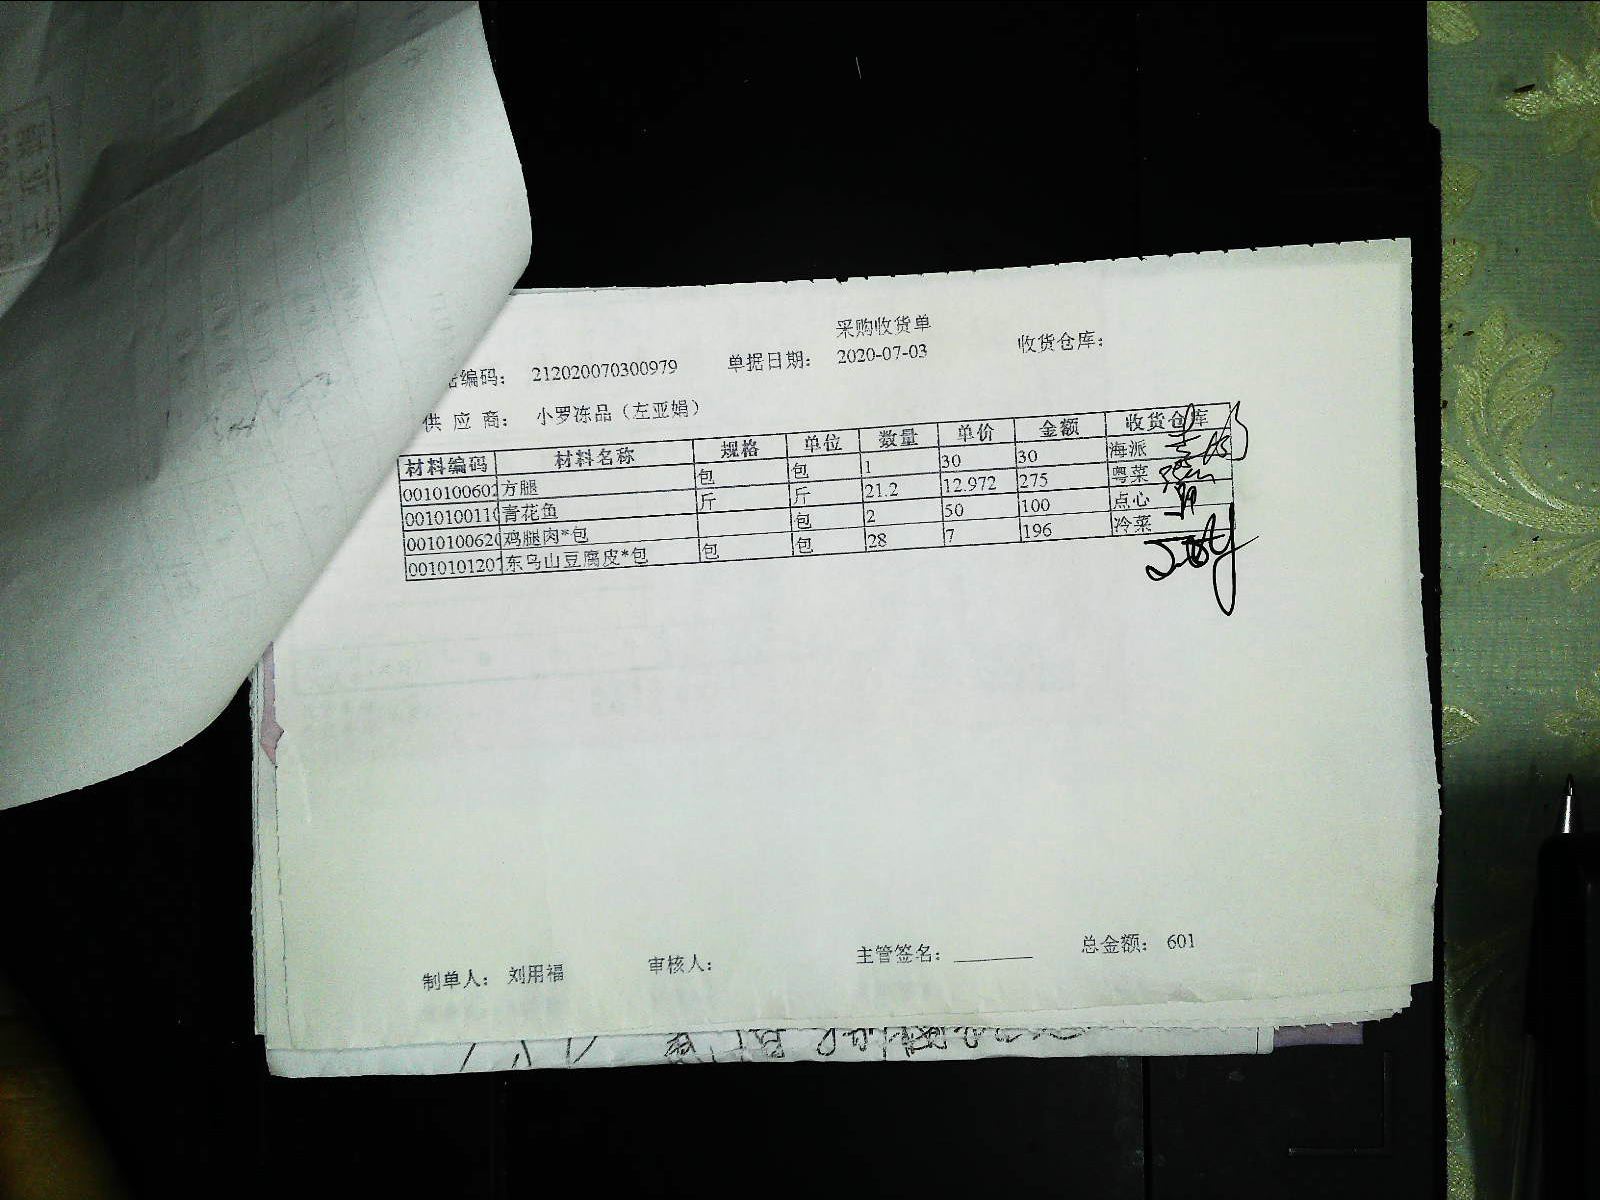 采购收货单
编码： 212020070300979 单据日期： 2020-07-03 收货仓库：
供 应 商： 小罗冻品（左亚娟）
材料编码 材料名称 规格 单位 数量 单价 金额 收货仓库
0010100602 方腿 包 包 1 30 30 海派
001010011 青花鱼 斤 斤 21.2 12.972 275 粤菜
001010062 鸡腿肉*包 包 2 50 100 点心
001010120 东乌山豆腐皮*包 包 包 28 7 196 冷菜
制单人： 刘用福 审核人： 主管签名： 总金额： 601